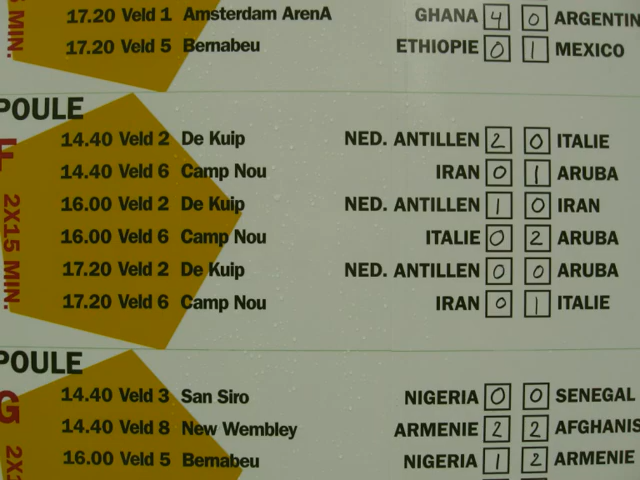 17.20 Veld 1 Amsterdam ArenA GHANA 4 0 ARGENTIN
17.20 Veld 5 Bernabeu ETHIOPIE 0 1 MEXICO
MIN.
POULE
F
2X15 MIN.
14.40 Veld 2 De Kuip NED. ANTILLEN 2 0 ITALIE
14.40 Veld 6 Camp Nou IRAN 0 1 ARUBA
16.00 Veld 2 De Kuip NED. ANTILLEN 1 0 IRAN
16.00 Veld 6 Camp Nou ITALIE 0 2 ARUBA
17.20 Veld 2 De Kuip NED. ANTILLEN 0 0 ARUBA
17.20 Veld 6 Camp Nou IRAN 0 1 ITALIE
POULE
G
2X
14.40 Veld 3 San Siro NIGERIA 0 0 SENEGAL
14.40 Veld 8 New Wembley ARMENIE 2 2 AFGHANIS
16.00 Veld 5 Bernabeu NIGERIA 1 2 ARMENIE